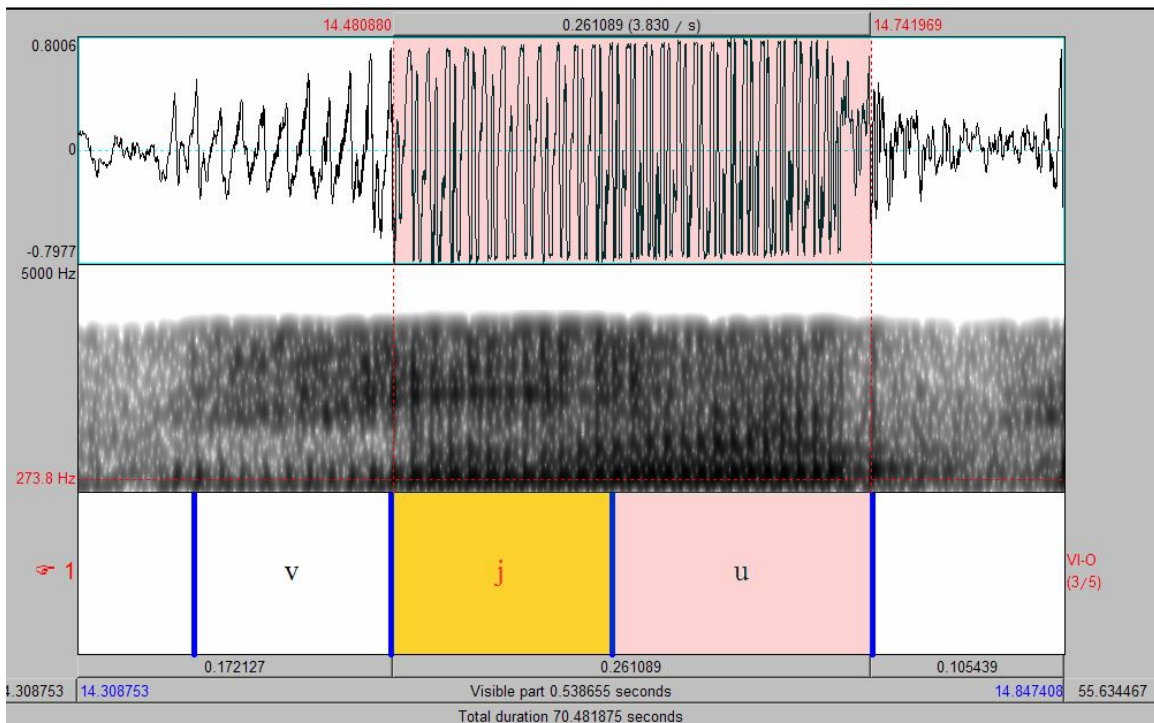 14.480880 0.261089 (3.830 / s) 14.741969
0.8006
0
-0.7977
5000 Hz
273.8 Hz
☞ 1 v j u VI-O
(3/5)
0.172127 0.261089 0.105439
4.308753 14.308753 Visible part 0.538655 seconds 14.847408 55.634467
Total duration 70.481875 seconds